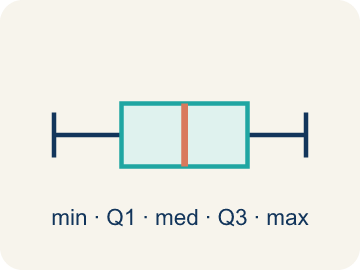 min · Q1 · med · Q3 · max